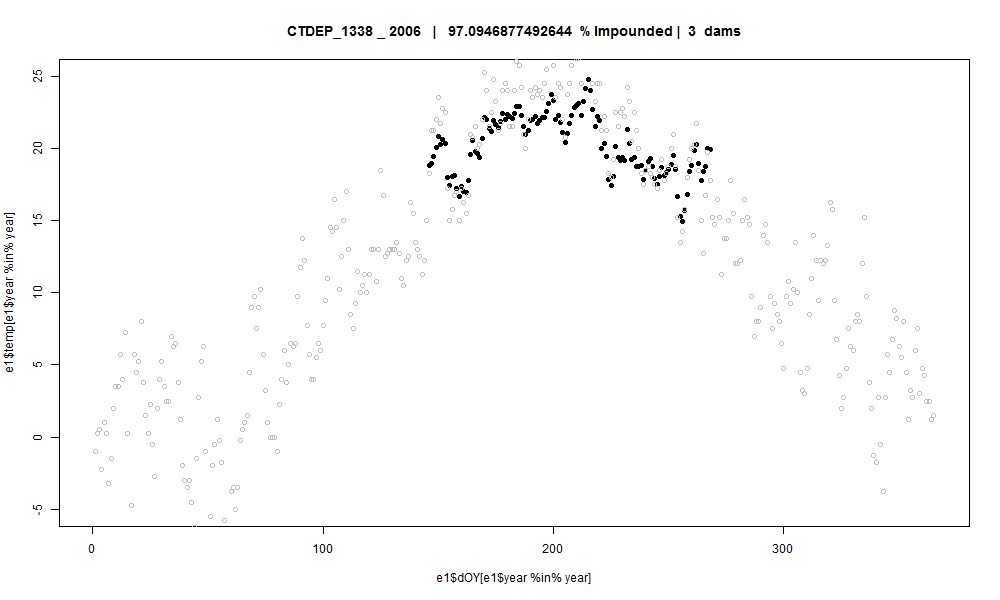 CTDEP_1338 _ 2006 | 97.0946877492644 % Impounded | 3 dams
e1$temp[e1$year %in% year]
25
20
15
10
5
0
-5
0 100 200 300
e1$dOY[e1$year %in% year]